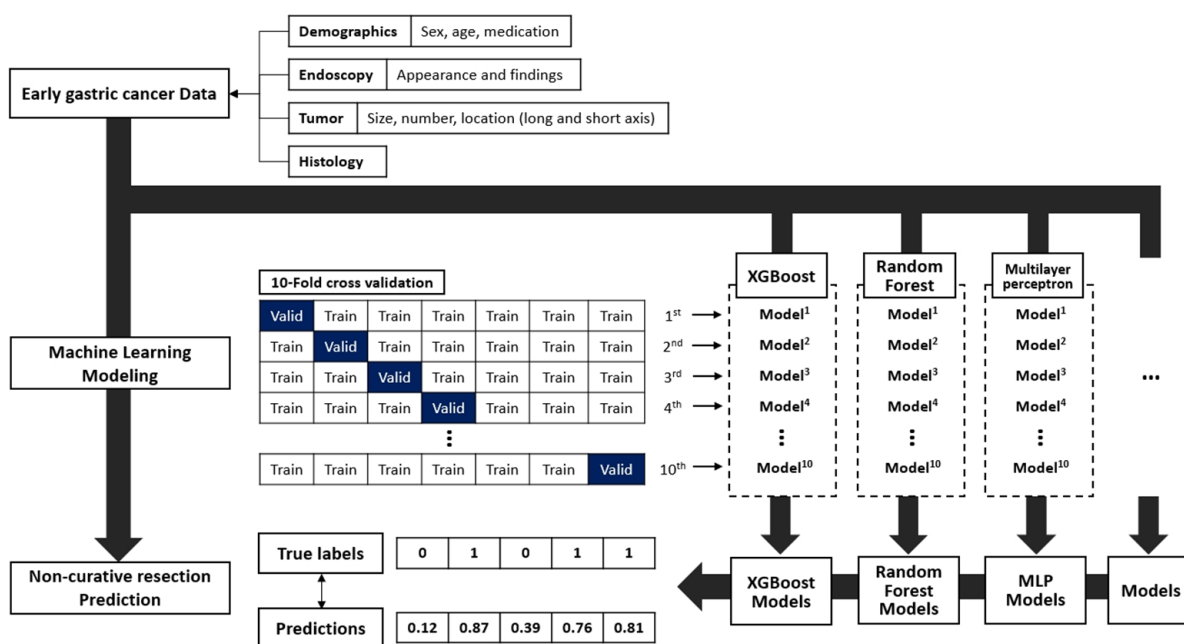 Demographics Sex, age, medication
Endoscopy Appearance and findings
Early gastric cancer Data
Tumor Size, number, location (long and short axis)
Histology
XGBoost
Random
Forest
Multilayer
perceptron
10-Fold cross validation
Valid Train Train Train Train Train Train 1st Model1 Model1 Model1
Train Valid Train Train Train Train Train 2nd Model2 Model2 Model2
Machine Learning
Modeling
Train Train Valid Train Train Train Train 3rd Model3 Model3 Model3
...
Train Train Train Valid Train Train Train 4th Model4 Model4 Model4
...
Train Train Train Train Train Train Valid 10th Model10 Model10 Model10
True labels 0 1 0 1 1
Non-curative resection
Prediction
XGBoost
Models
Random
Forest
Models
MLP
Models
Models
Predictions 0.12 0.87 0.39 0.76 0.81